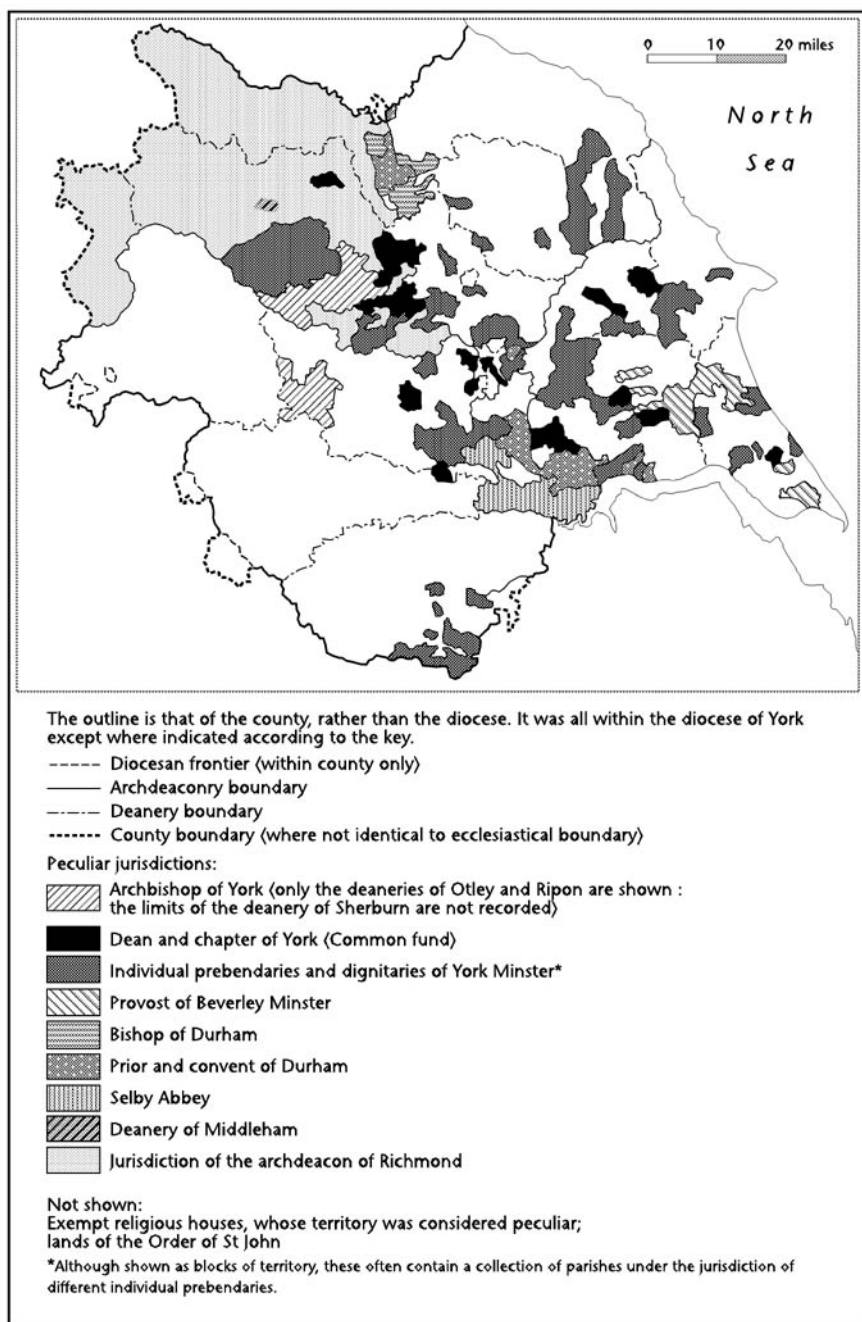 0 10 20 miles
North
Sea
The outline is that of the county, rather than the diocese. It was all within the diocese of York
except where indicated according to the key.
Diocesan frontier (within county only)
Archdeaconry boundary
Deanery boundary
County boundary (where not identical to ecclesiastical boundary)
Peculiar jurisdictions:
Archbishop of York (only the deaneries of Otley and Ripon are shown :
the limits of the deanery of Sherburn are not recorded)
Dean and chapter of York (Common fund)
Individual prebendaries and dignitaries of York Minster*
Provost of Beverley Minster
Bishop of Durham
Prior and convent of Durham
Selby Abbey
Deanery of Middleham
Jurisdiction of the archdeacon of Richmond
Not shown:
Exempt religious houses, whose territory was considered peculiar;
lands of the Order of St John
*Although shown as blocks of territory, these often contain a collection of parishes under the jurisdiction of
different individual prebendaries.